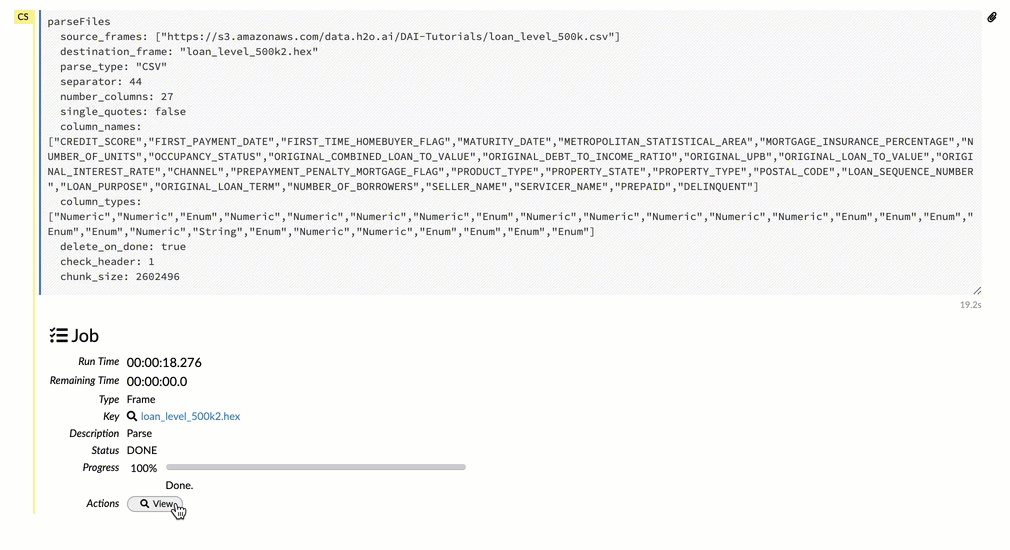 CS
parseFiles
source_frames: ["https://s3.amazonaws.com/data.h2o.ai/DAI-Tutorials/loan_level_500k.csv"]
destination_frame: "loan_level_500k2.hex"
parse_type: "CSV"
separator: 44
number_columns: 27
single_quotes: false
column_names:
["CREDIT_SCORE","FIRST_PAYMENT_DATE","FIRST_TIME_HOMEBUYER_FLAG","MATURITY_DATE","METROPOLITAN_STATISTICAL_AREA","MORTGAGE_INSURANCE_PERCENTAGE","N
UMBER_OF_UNITS","OCCUPANCY_STATUS","ORIGINAL_COMBINED_LOAN_TO_VALUE","ORIGINAL_DEBT_TO_INCOME_RATIO","ORIGINAL_UPB","ORIGINAL_LOAN_TO_VALUE","ORIGI
NAL_INTEREST_RATE","CHANNEL","PREPAYMENT_PENALTY_MORTGAGE_FLAG","PRODUCT_TYPE","PROPERTY_STATE","PROPERTY_TYPE","POSTAL_CODE","LOAN_SEQUENCE_NUMBER
","LOAN_PURPOSE","ORIGINAL_LOAN_TERM","NUMBER_OF_BORROWERS","SELLER_NAME","SERVICER_NAME","PREPAID","DELINQUENT"]
column_types:
["Numeric","Numeric","Enum","Numeric","Numeric","Numeric","Numeric","Enum","Numeric","Numeric","Numeric","Numeric","Numeric","Enum","Enum","Enum","
Enum","Enum","Numeric","String","Enum","Numeric","Numeric","Enum","Enum","Enum","Enum"]
delete_on_done: true
check_header: 1
chunk_size: 2602496
19.2s
Job
Run Time 00:00:18.276
Remaining Time 00:00:00.0
Type Frame
Key loan_level_500k2.hex
Description Parse
Status DONE
Progress 100%
Done.
Actions View